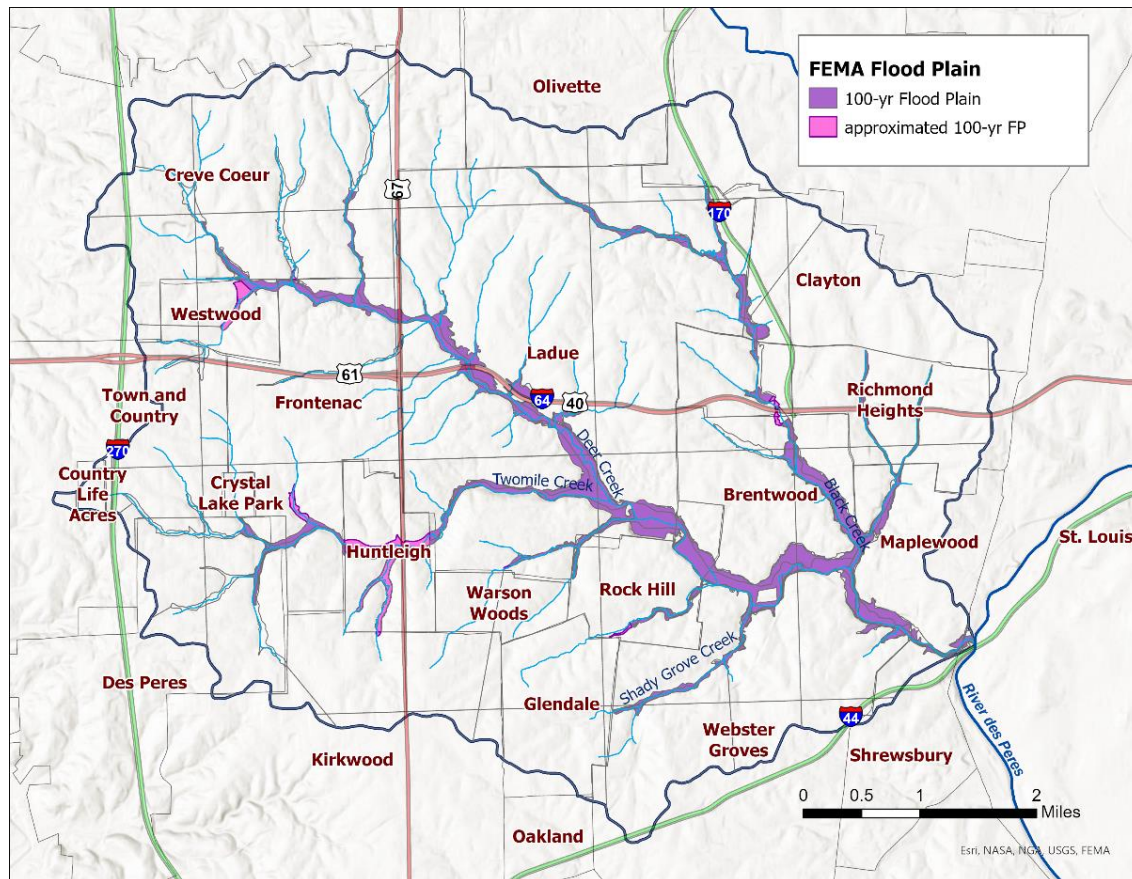 FEMA Flood Plain
100-yr Flood Plain
approximated 100-yr FP
Olivette
Creve Coeur
67
170
Clayton
Westwood
61
Ladue
Town and
Country
Frontenac
64
40
Richmond
Heights
270
Country
Life
Acres
Crystal
Lake Park
Twomile Creek
Deer Creek
Brentwood
Black Creek
Huntleigh
Maplewood
St. Louis
Warson
Woods
Rock Hill
Shady Grove Creek
Des Peres
Glendale
River des Peres
Kirkwood
Webster
Groves
44
Shrewsbury
Oakland
0 0.5 1 2
Miles
Esri, NASA, NGA, USGS, FEMA